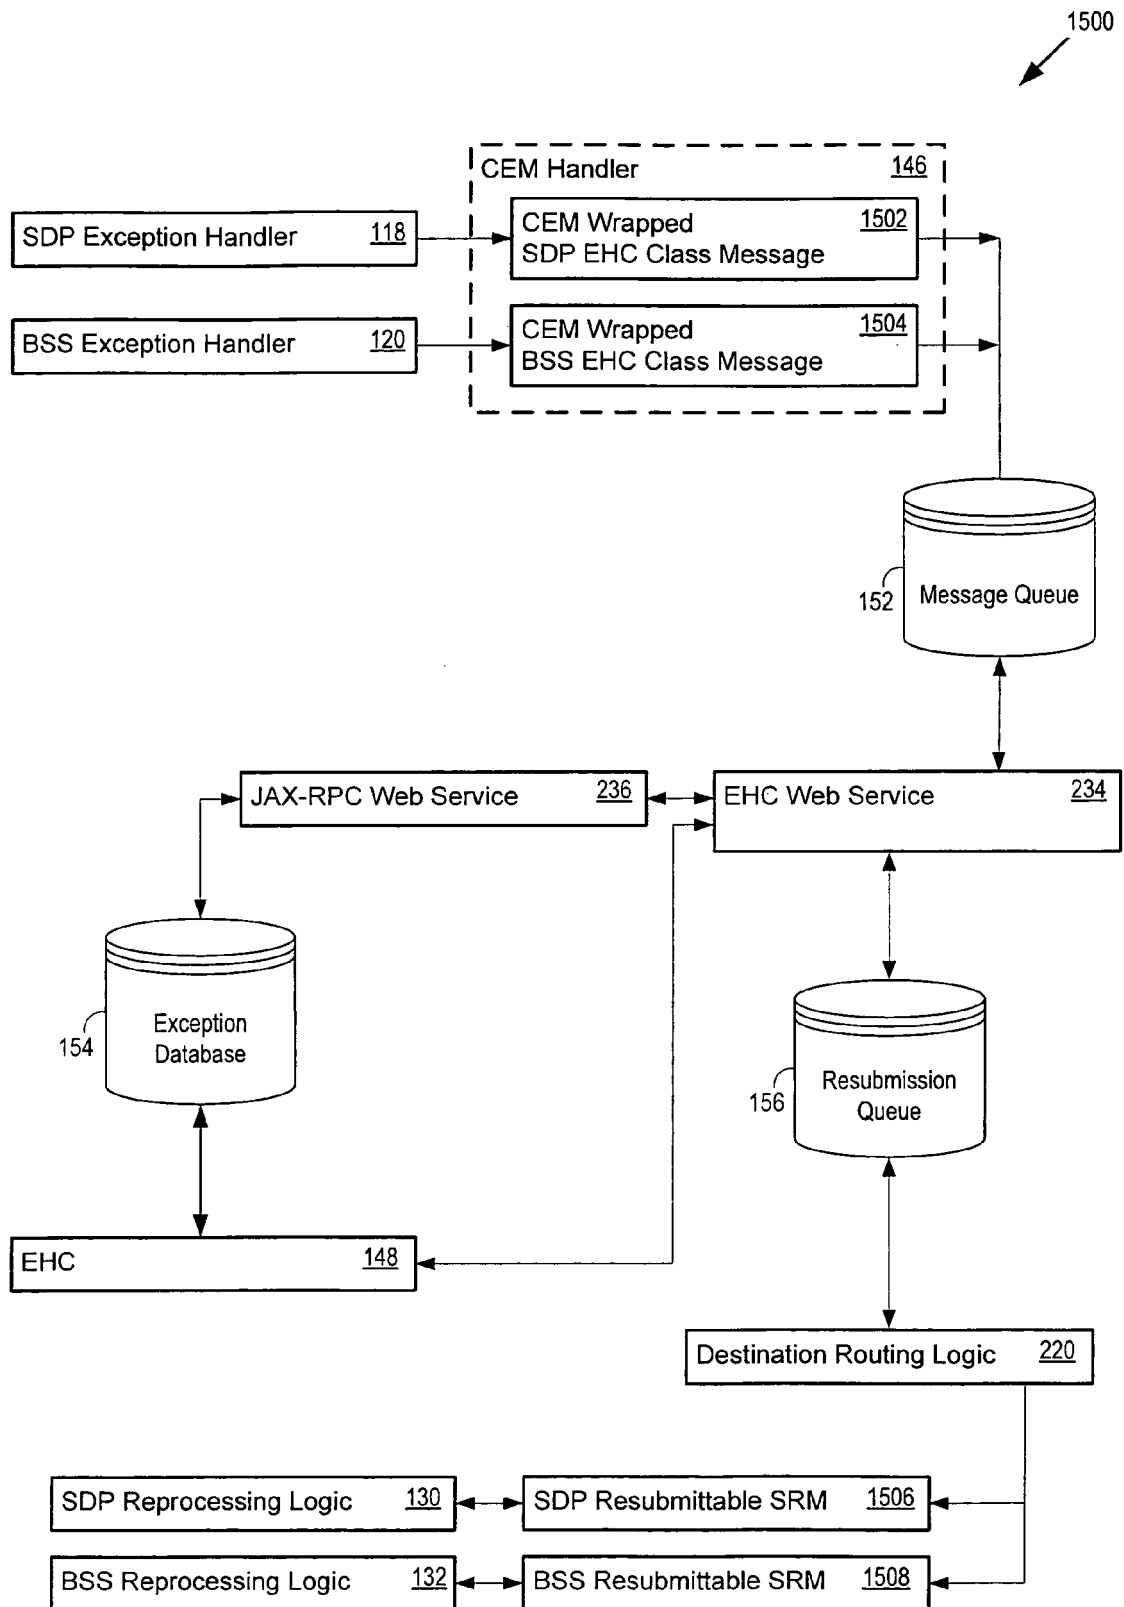 1500
CEM Handler 146
SDP Exception Handler 118
CEM Wrapped 1502
SDP EHC Class Message
BSS Exception Handler 120
CEM Wrapped 1504
BSS EHC Class Message
152
Message Queue
JAX-RPC Web Service 236
EHC Web Service 234
154
Exception
Database
156
Resubmission
Queue
EHC 148
Destination Routing Logic 220
SDP Reprocessing Logic 130
SDP Resubmittable SRM 1506
BSS Reprocessing Logic 132
BSS Resubmittable SRM 1508